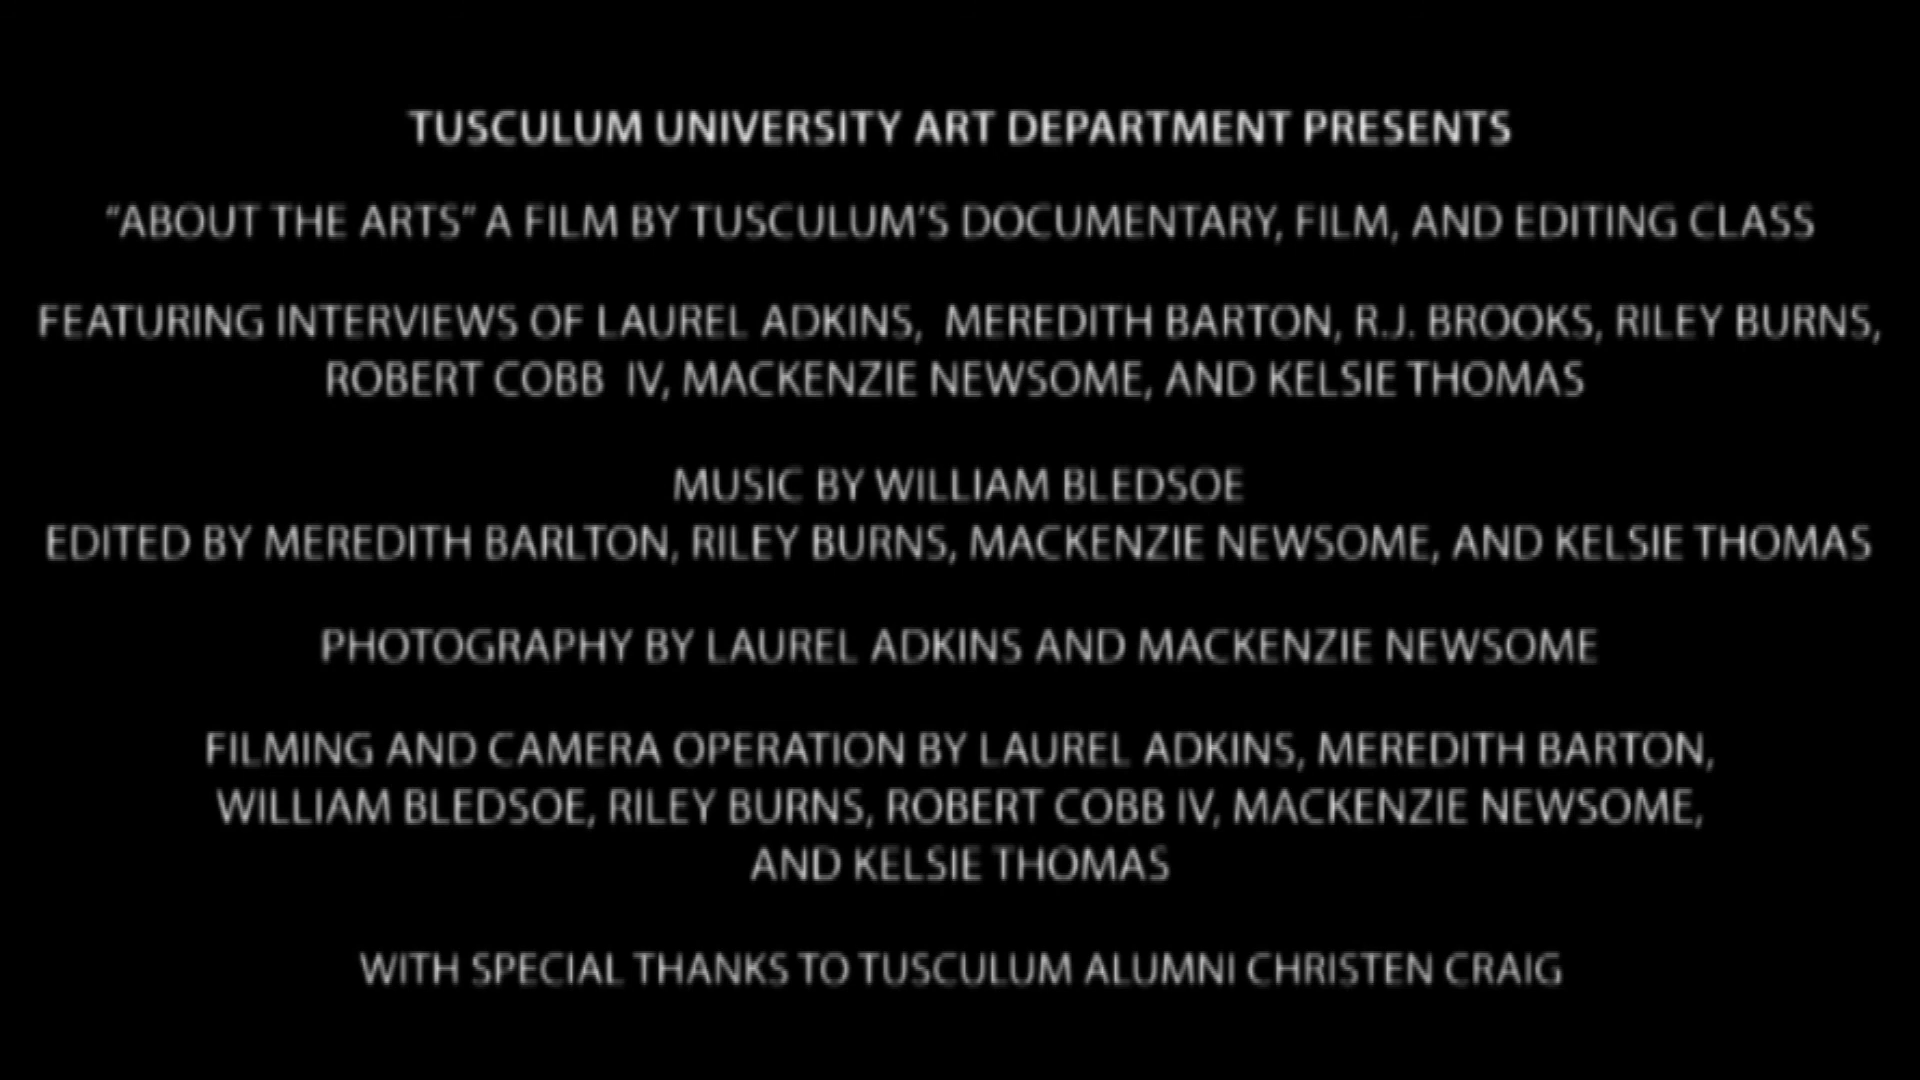 TUSCULUM UNIVERSITY ART DEPARTMENT PRESENTS
“ABOUT THE ARTS” A FILM BY TUSCULUM’S DOCUMENTARY, FILM, AND EDITING CLASS
FEATURING INTERVIEWS OF LAUREL ADKINS, MEREDITH BARTON, R.J. BROOKS, RILEY BURNS,
ROBERT COBB IV, MACKENZIE NEWSOME, AND KELSIE THOMAS
MUSIC BY WILLIAM BLEDSOE
EDITED BY MEREDITH BARLTON, RILEY BURNS, MACKENZIE NEWSOME, AND KELSIE THOMAS
PHOTOGRAPHY BY LAUREL ADKINS AND MACKENZIE NEWSOME
FILMING AND CAMERA OPERATION BY LAUREL ADKINS, MEREDITH BARTON,
WILLIAM BLEDSOE, RILEY BURNS, ROBERT COBB IV, MACKENZIE NEWSOME,
AND KELSIE THOMAS
WITH SPECIAL THANKS TO TUSCULUM ALUMNI CHRISTEN CRAIG